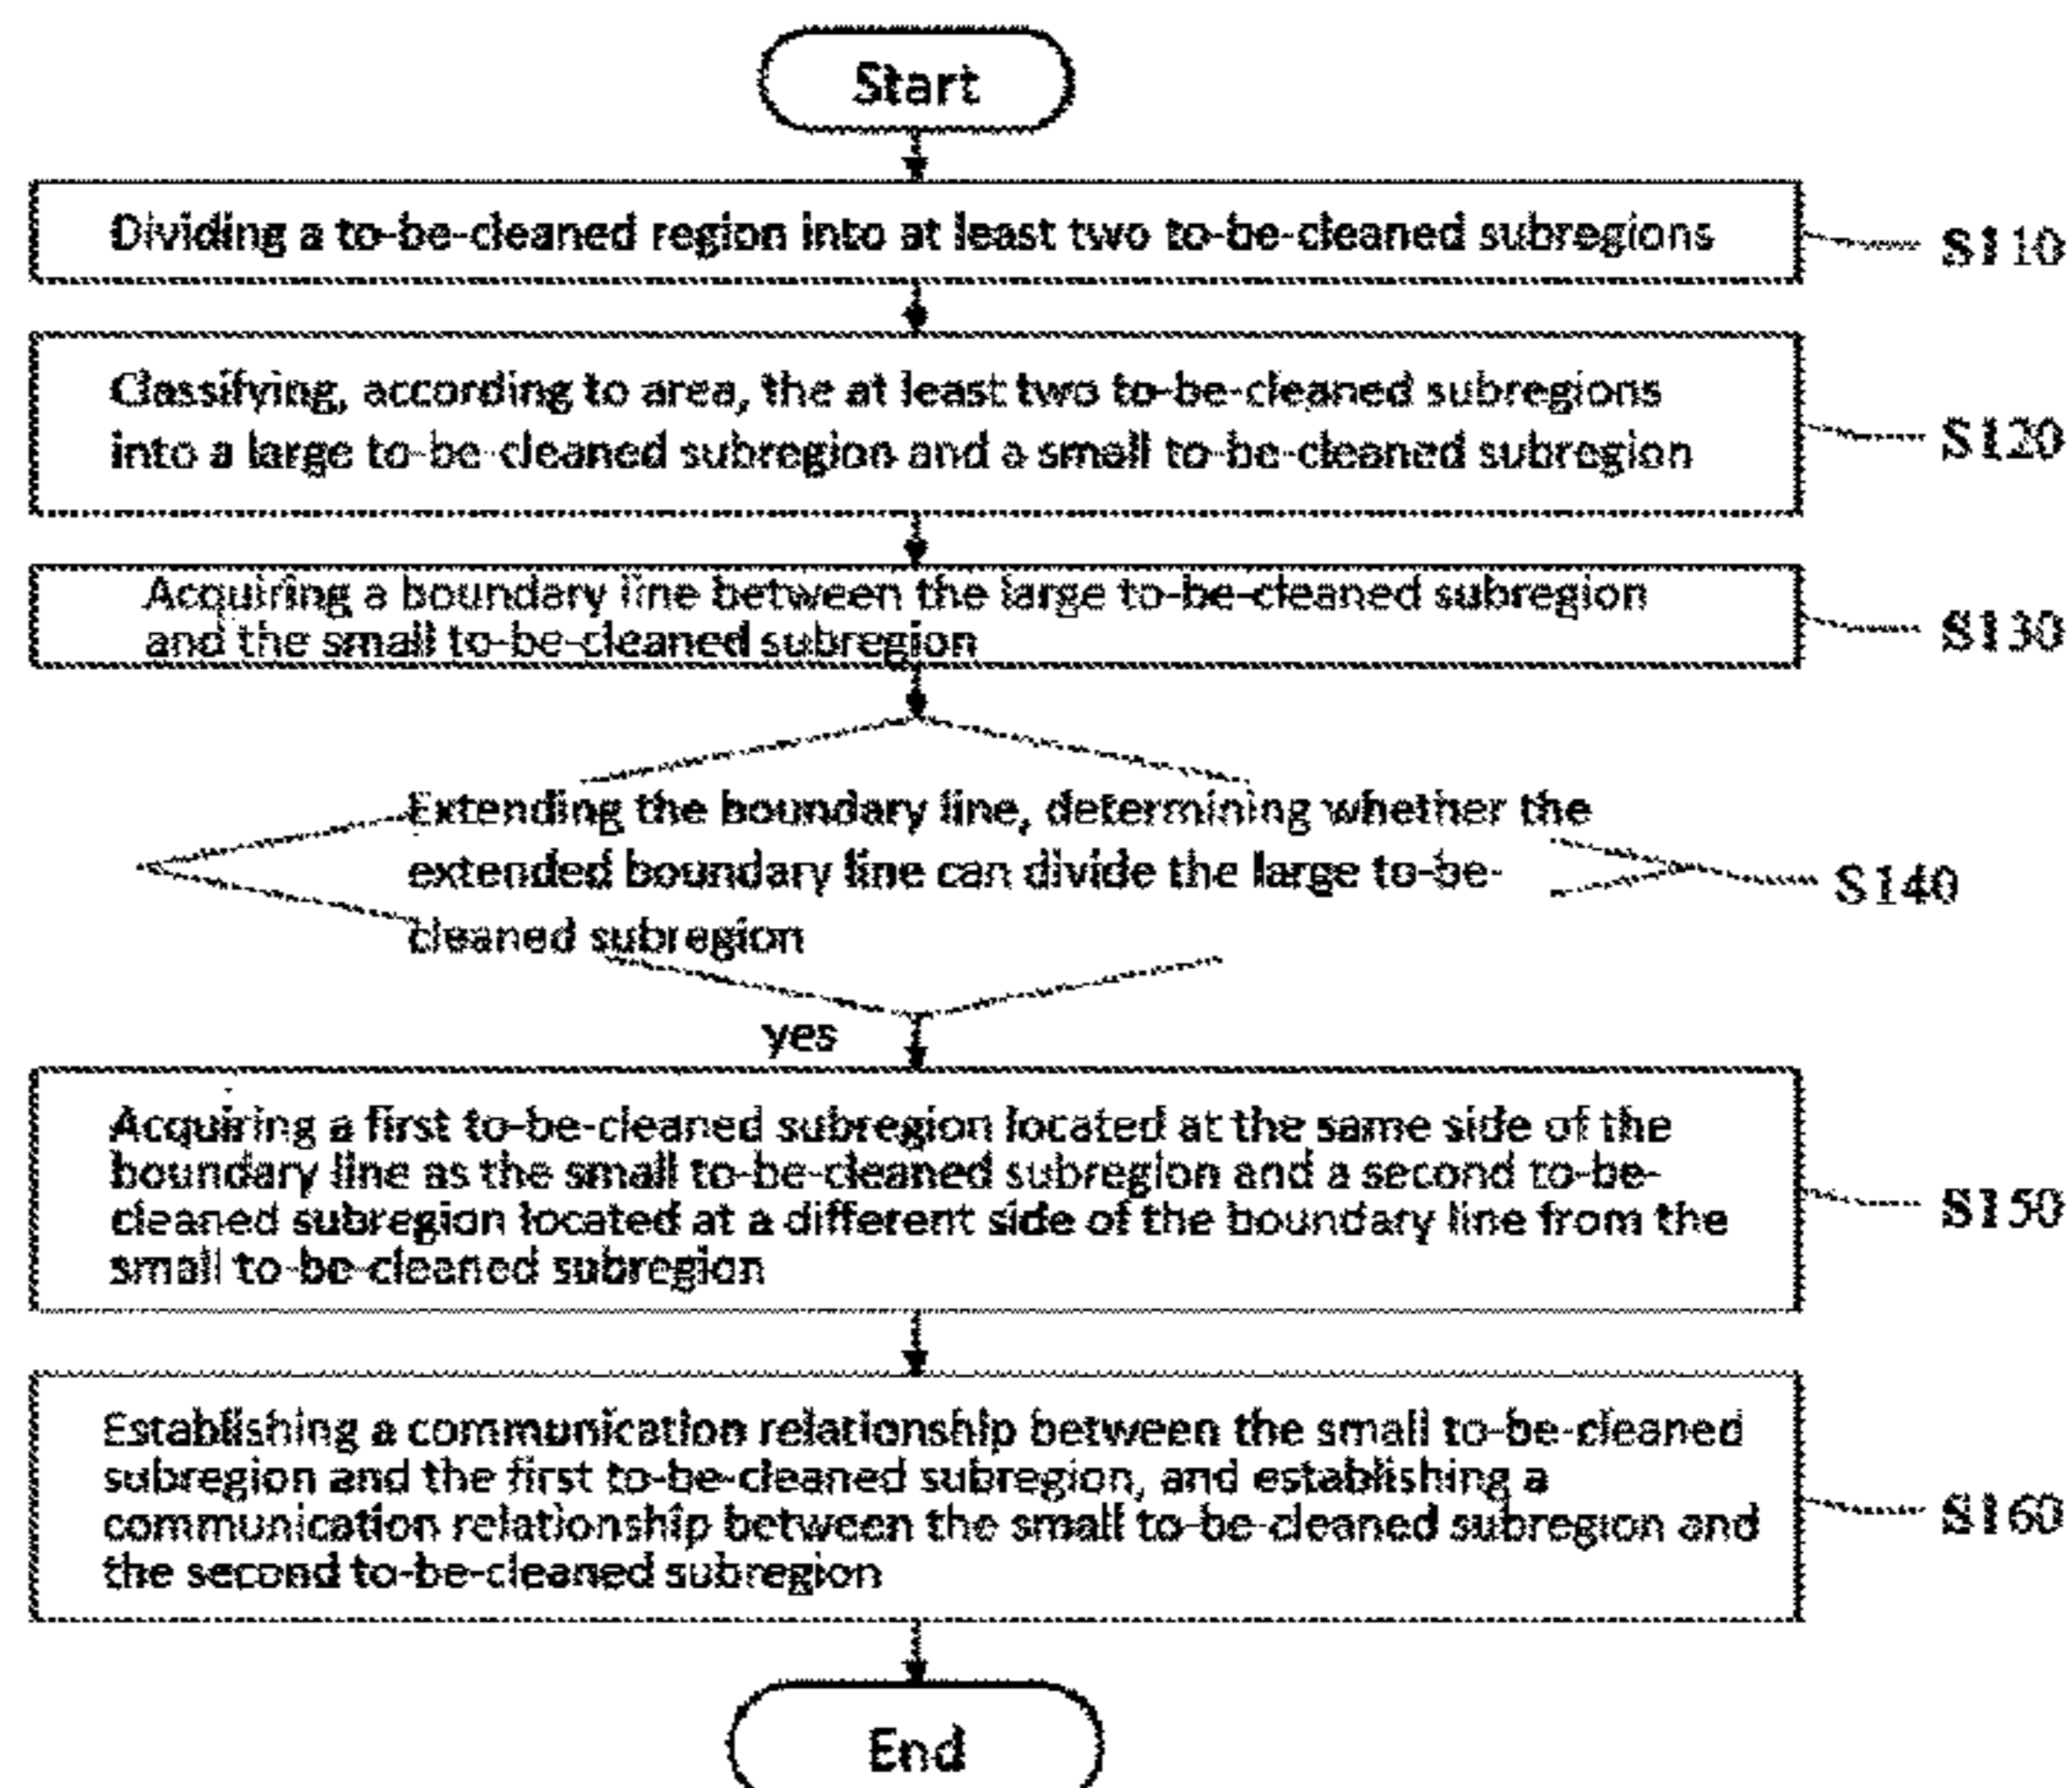 Start
Dividing a to-be-cleaned region into at least two to-be-cleaned subregions
S110
Classifying, according to area, the at least two to-be-cleaned subregions
into a large to-be-cleaned subregion and a small to-be-cleaned subregion
S120
Acquiring a boundary line between the large to-be-cleaned subregion
and the small to-be-cleaned subregion
S130
Extending the boundary line, determining whether the
extended boundary line can divide the large to-be-
cleaned subregion
S140
yes
Acquiring a first to-be-cleaned subregion located at the same side of the
boundary line as the small to-be-cleaned subregion and a second to-be-
cleaned subregion located at a different side of the boundary line from the
small to-be-cleaned subregion
S150
Establishing a communication relationship between the small to-be-cleaned
subregion and the first to-be-cleaned subregion, and establishing a
communication relationship between the small to-be-cleaned subregion and
the second to-be-cleaned subregion
S160
End